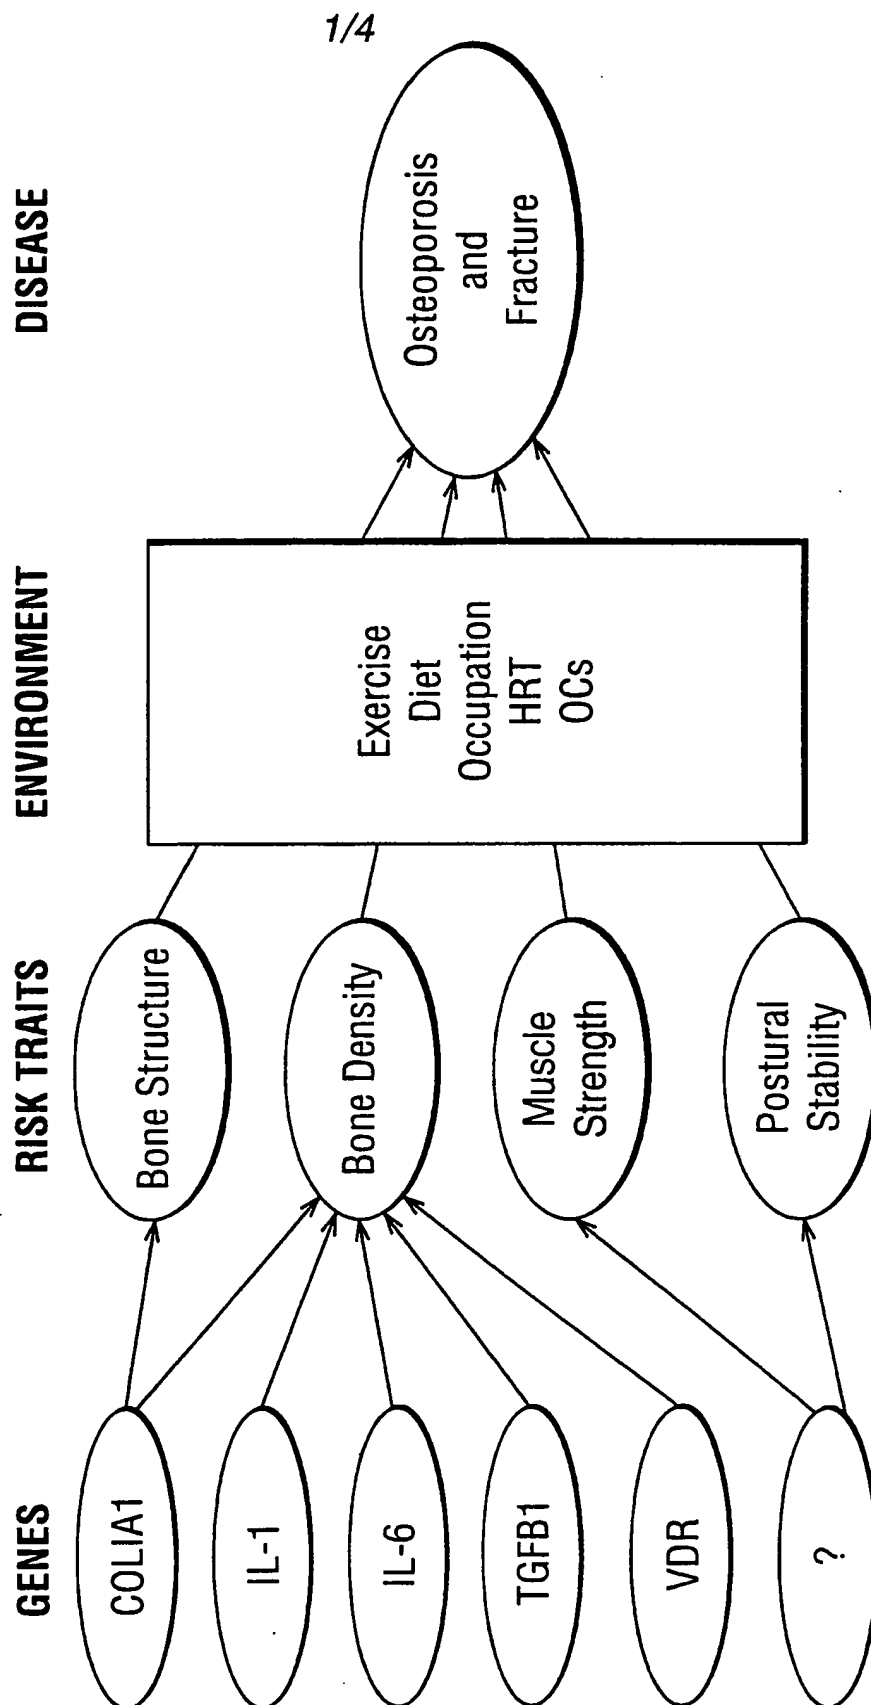 1/4
GENES
RISK TRAITS
ENVIRONMENT
DISEASE
COLIA1
IL-1
IL-6
TGFB1
VDR
?
Bone Structure
Bone Density
Muscle
Strength
Postural
Stability
Exercise
Diet
Occupation
HRT
OCs
Osteoporosis
and
Fracture